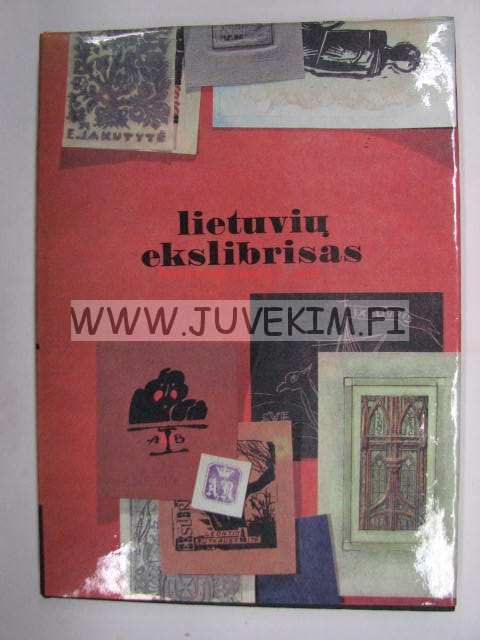 E.JAKUTYTĖ
lietuvių
ekslibrisas
WWW.JUVEKIM.FI
A B